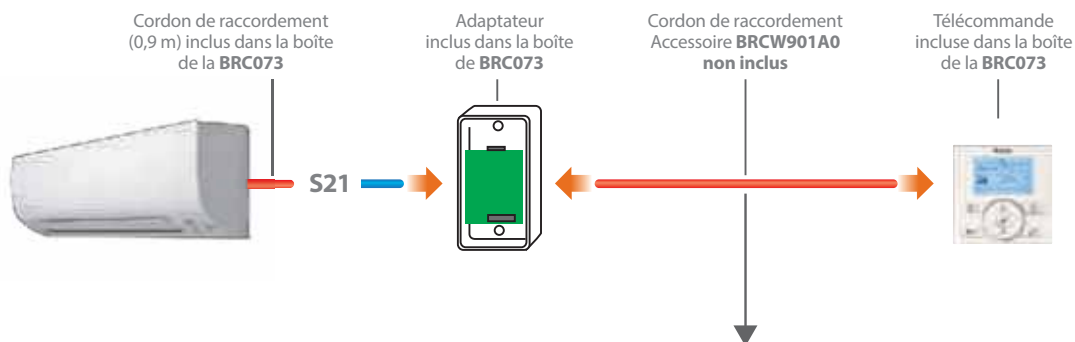 Cordon de raccordement
(0,9 m) inclus dans la boîte
de la BRC073
Adaptateur
inclus dans la boîte
de BRC073
Cordon de raccordement
Accessoire BRCW901A0
non inclus
Télécommande
incluse dans la boîte
de la BRC073
S21